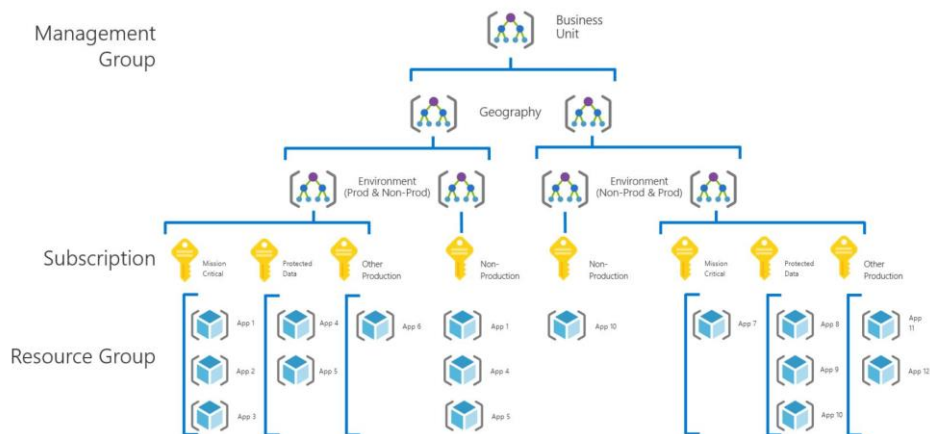 Management
Group
Business
Unit
Geography
Environment
(Prod & Non-Prod)
Environment
(Non-Prod & Prod)
Subscription
Mission
Critical
Protected
Data
Other
Production
Non-
Production
Non-
Production
Mission
Critical
Protected
Data
Other
Production
Resource Group
App 1
App 4
App 6
App 1
App 10
App 7
App 8
App
11
App 2
App 5
App 4
App 9
App 12
App 3
App 5
App 10